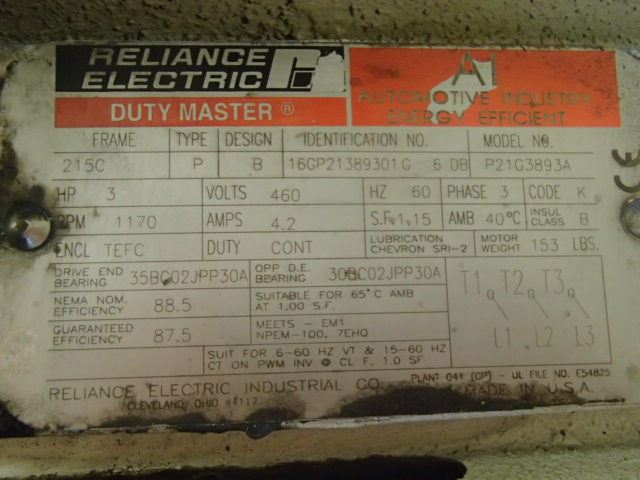 RELIANCE ELECTRIC
DUTY MASTER ®
A1
AUTOMOTIVE INDUSTRY
ENERGY EFFICIENT
FRAME TYPE DESIGN IDENTIFICATION NO. MODEL NO.
215C P B 16GP21389301G 6 DB P21G3893A
HP 3 VOLTS 460 HZ 60 PHASE 3 CODE K
RPM 1170 AMPS 4.2 S.F. 1.15 AMB 40°C INSUL CLASS B
ENCL TEFC DUTY CONT LUBRICATION CHEVRON SRI-2 MOTOR WEIGHT 153 LBS.
DRIVE END BEARING 35BC02JPP30A OPP D.E. BEARING 30BC02JPP30A
NEMA NOM. EFFICIENCY 88.5 SUITABLE FOR 65°C AMB AT 1.00 S.F.
GUARANTEED EFFICIENCY 87.5 MEETS - EM1 NPEM-100, 7EHQ
SUIT FOR 6-60 HZ VT & 15-60 HZ
CT ON PWM INV @ CL F. 1.0 SF
T1 T2 T3
L1 L2 L3
RELIANCE ELECTRIC INDUSTRIAL CO. PLANT 041 (CP) - UL FILE NO. E54825
CLEVELAND, OHIO 44117 MADE IN U.S.A.
CE